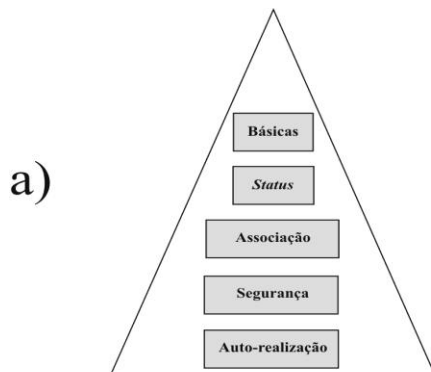 a)
Básicas
Status
Associação
Segurança
Auto-realização